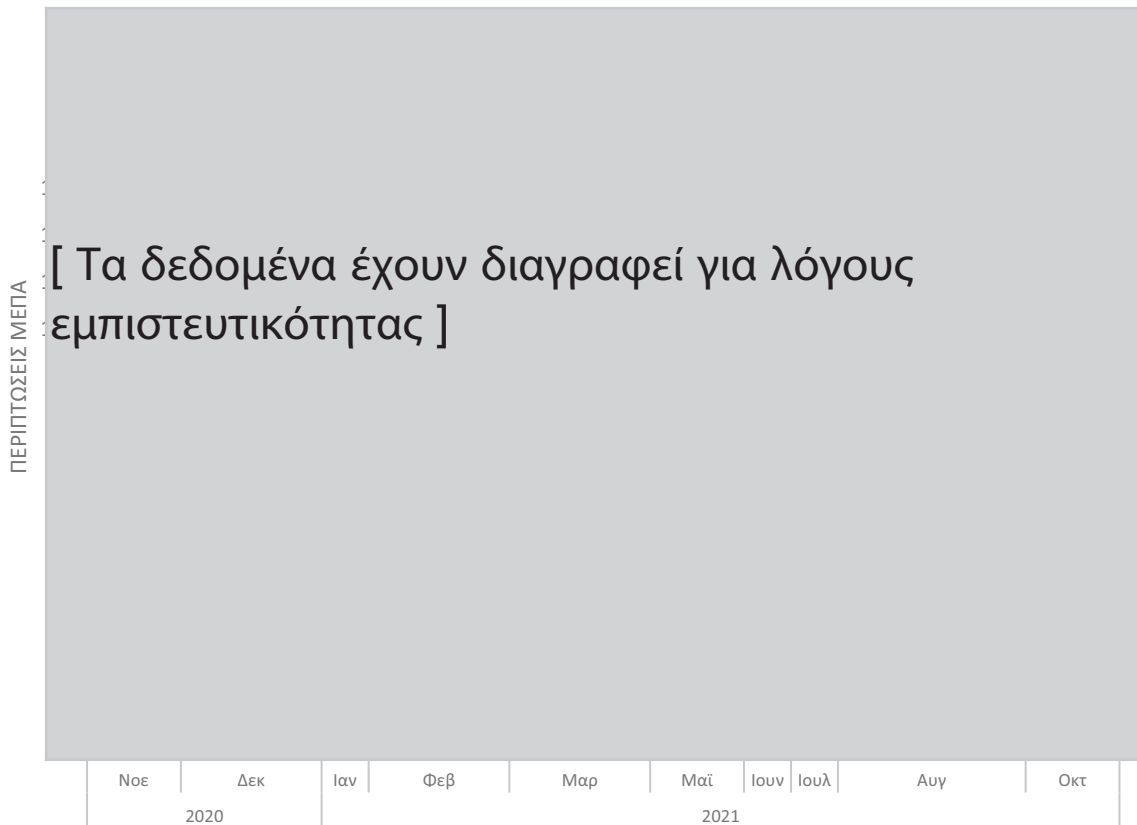 ΠΕΡΙΠΤΩΣΕΙΣ ΜΕΠΑ
[ Τα δεδομένα έχουν διαγραφεί για λόγους
εμπιστευτικότητας ]
Νοε Δεκ Ιαν Φεβ Μαρ Μαϊ Ιουν Ιουλ Αυγ Οκτ
2020 2021